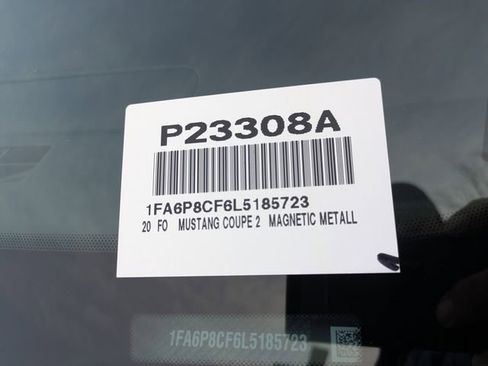 P23308A
1FA6P8CF6L5185723
20 FO MUSTANG COUPE 2 MAGNETIC METALL
1FA6P8CF6L5185723